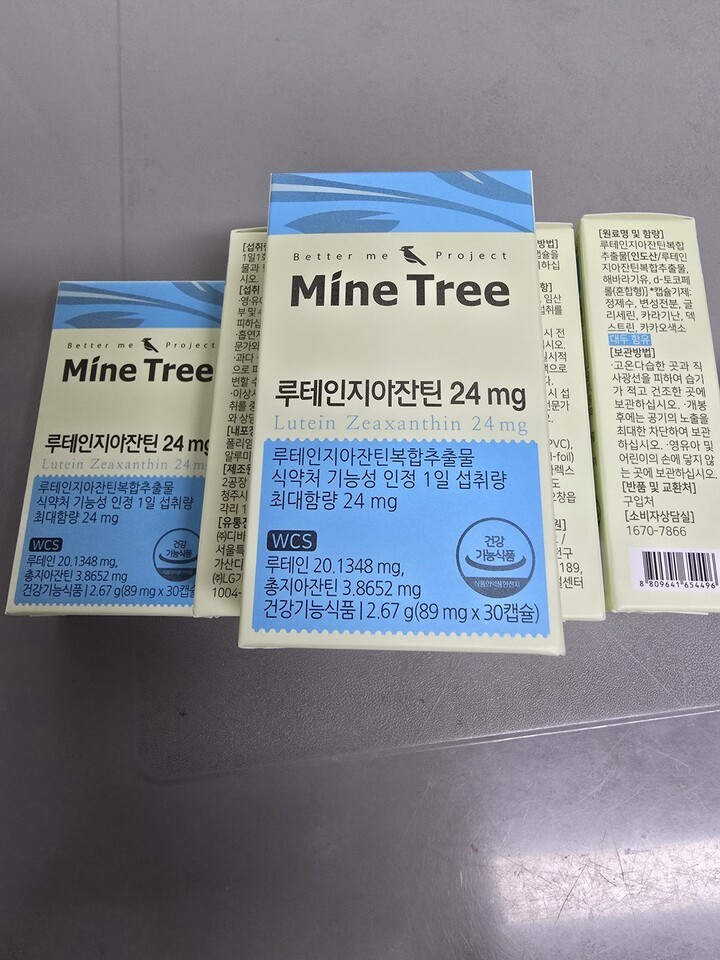 Better me Project
Mine Tree
루테인지아잔틴 24 mg
Lutein Zeaxanthin 24 mg
루테인지아잔틴복합추출물
식약처 기능성 인정 1일 섭취량
최대함량 24 mg
WCS
루테인 20.1348 mg,
총지아잔틴 3.8652 mg
건강기능식품 | 2.67 g(89 mg x 30캡슐)
건강
기능식품
식품의약품안전처
Better me Project
Mine Tree
루테인지아잔틴 24 mg
Lutein Zeaxanthin 24 m
루테인지아잔틴복합추출물
식약처 기능성 인정 1일 섭취량
최대함량 24 mg
WCS
루테인 20.1348 mg,
총지아잔틴 3.8652 mg
건강기능식품 | 2.67 g(89 mg x 30캡슐)
건강
기능식품
[원료명 및 함량]
루테인지아잔틴복합
추출물[인도산/루테인
지아잔틴복합추출물,
해바라기유, d-토코페
롤(혼합형)] *캡슐기제:
정제수, 변성전분, 글
리세린, 카라기난, 덱
스트린, 카카오색소
대두 함유
[보관방법]
·고온다습한 곳과 직
사광선을 피하여 습기
가 적고 건조한 곳에
보관하십시오. ·개봉
후에는 공기의 노출을
최대한 차단하여 보관
하십시오. ·영유아 및
어린이의 손에 닿지 않
는 곳에 보관하십시오.
[반품 및 교환처]
구입처
[소비자상담실]
1670-7866
8 809641 654496